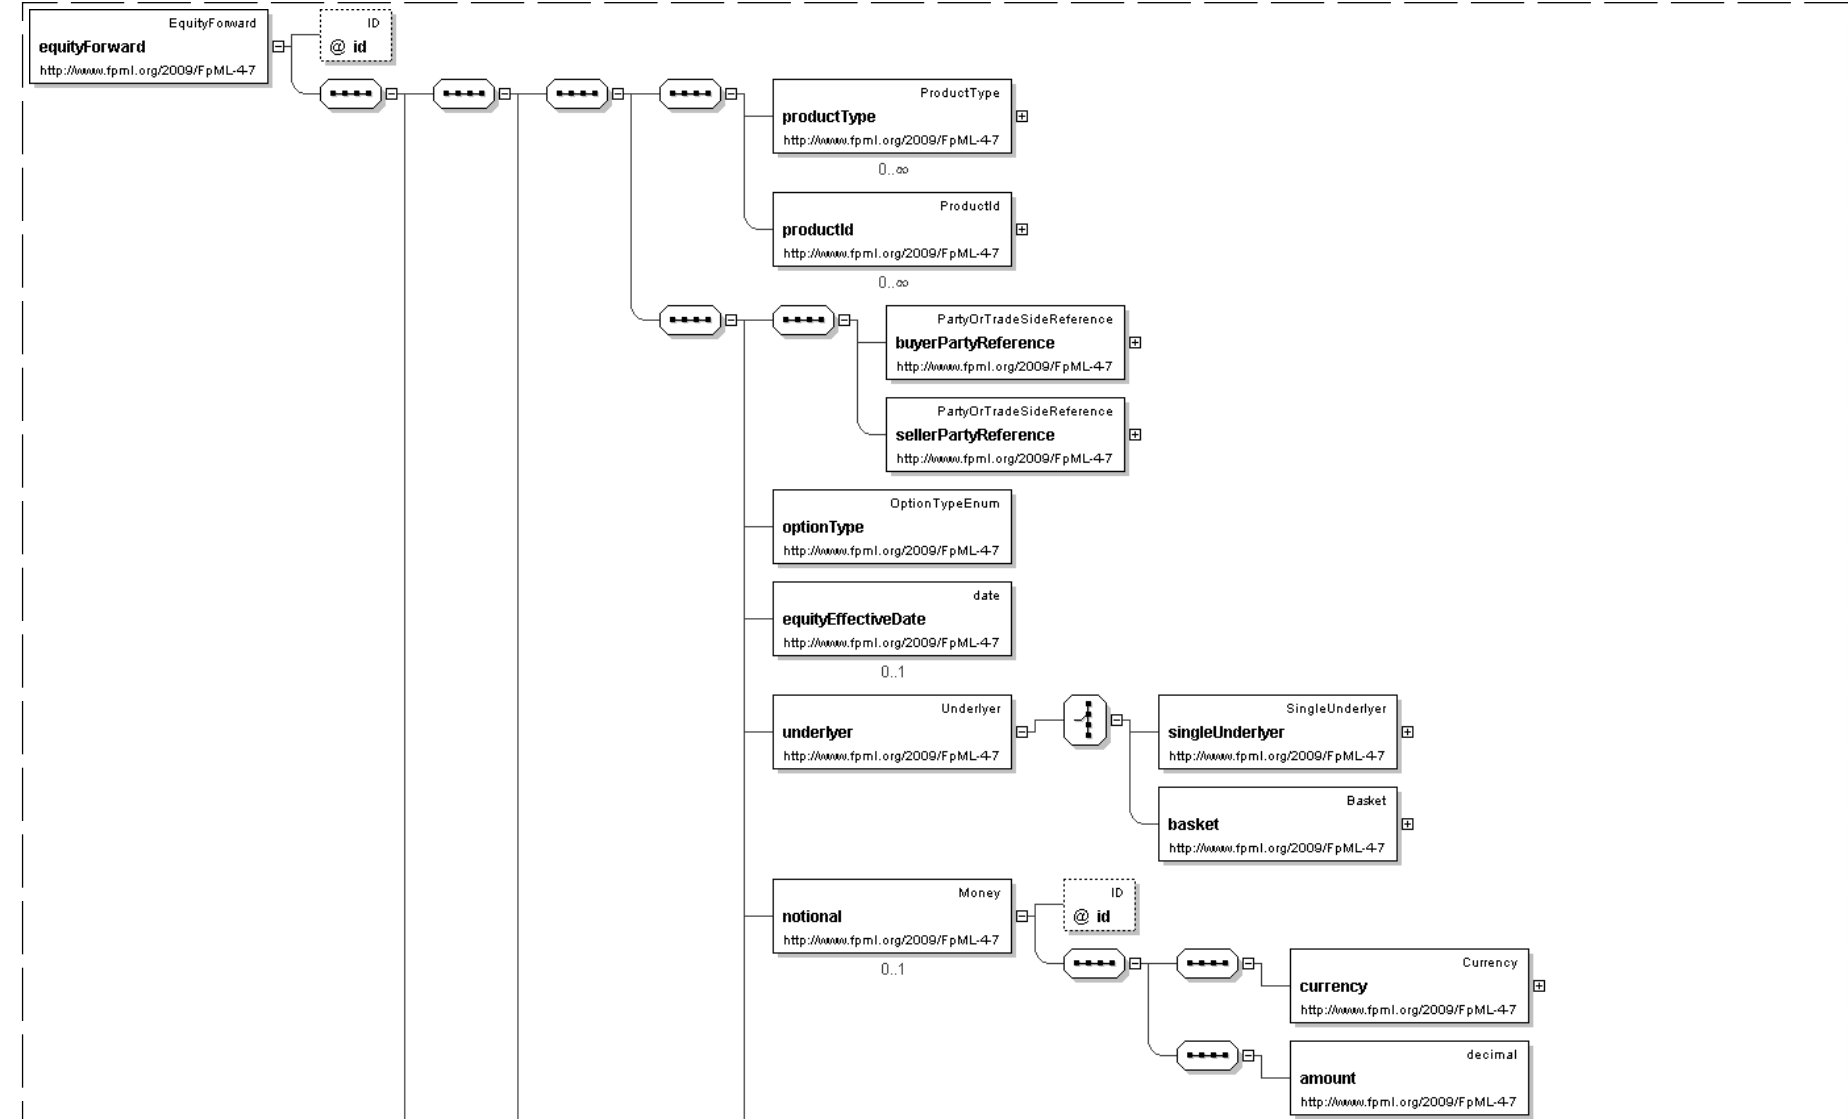 EquityForward
equityForward
http://www.fpml.org/2009/FpML-4-7
ID
@ id
ProductType
productType
http://www.fpml.org/2009/FpML-4-7
0..∞
ProductId
productId
http://www.fpml.org/2009/FpML-4-7
0..∞
PartyOrTradeSideReference
buyerPartyReference
http://www.fpml.org/2009/FpML-4-7
PartyOrTradeSideReference
sellerPartyReference
http://www.fpml.org/2009/FpML-4-7
OptionTypeEnum
optionType
http://www.fpml.org/2009/FpML-4-7
date
equityEffectiveDate
http://www.fpml.org/2009/FpML-4-7
0..1
Underlyer
underlyer
http://www.fpml.org/2009/FpML-4-7
SingleUnderlyer
singleUnderlyer
http://www.fpml.org/2009/FpML-4-7
Basket
basket
http://www.fpml.org/2009/FpML-4-7
Money
notional
http://www.fpml.org/2009/FpML-4-7
0..1
ID
@ id
Currency
currency
http://www.fpml.org/2009/FpML-4-7
decimal
amount
http://www.fpml.org/2009/FpML-4-7